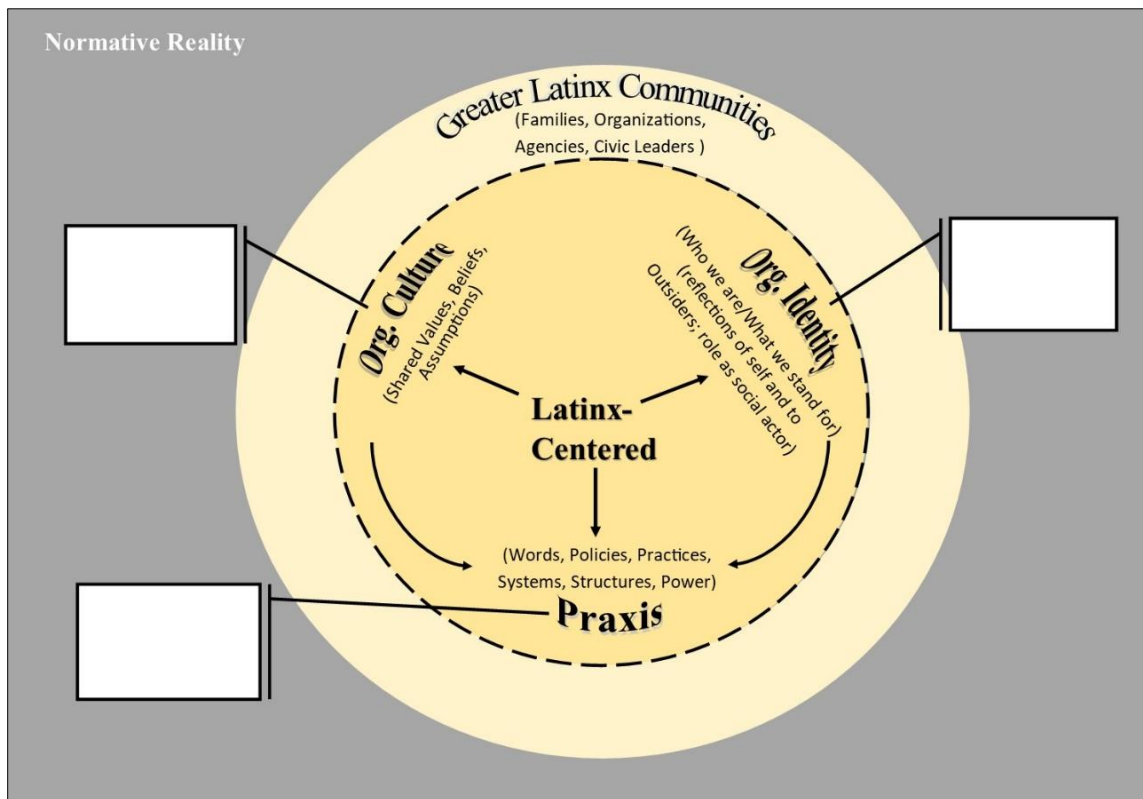 Normative Reality
Greater Latinx Communities
(Families, Organizations,
Agencies, Civic Leaders )
Org. Culture
(Shared Values, Beliefs,
Assumptions)
Org. Identity
(Who we are/What we stand for)
(reflections of self and to
Outsiders; role as social actor)
Latinx-
Centered
(Words, Policies, Practices,
Systems, Structures, Power)
Praxis